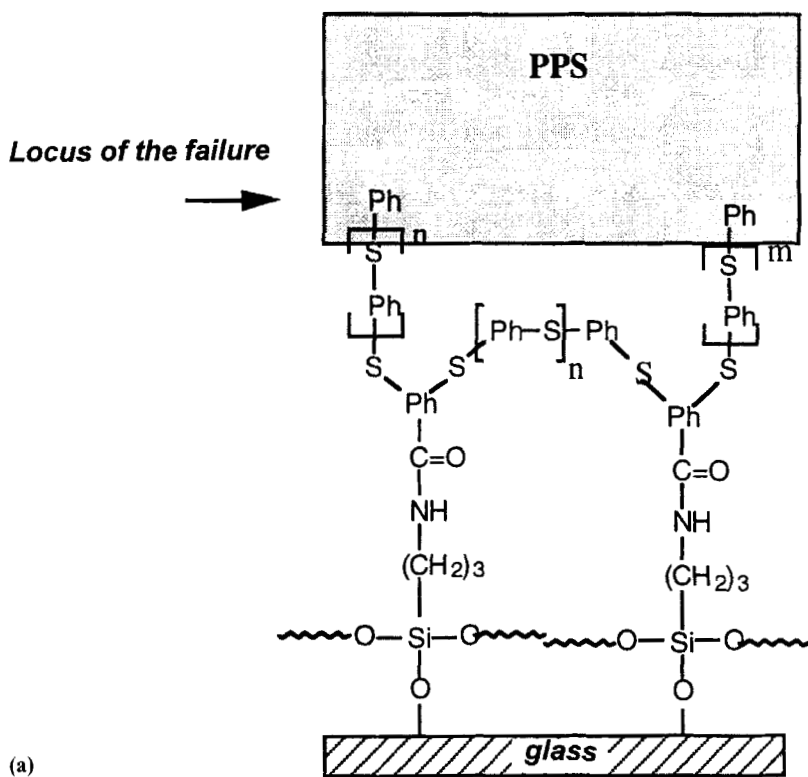 PPS
Locus of the failure
Ph Ph
n m
S S
Ph Ph
Ph S Ph
n
S S S S
Ph Ph
C=O C=O
NH NH
(CH2)3 (CH2)3
O Si O O Si O
O O
glass
(a)